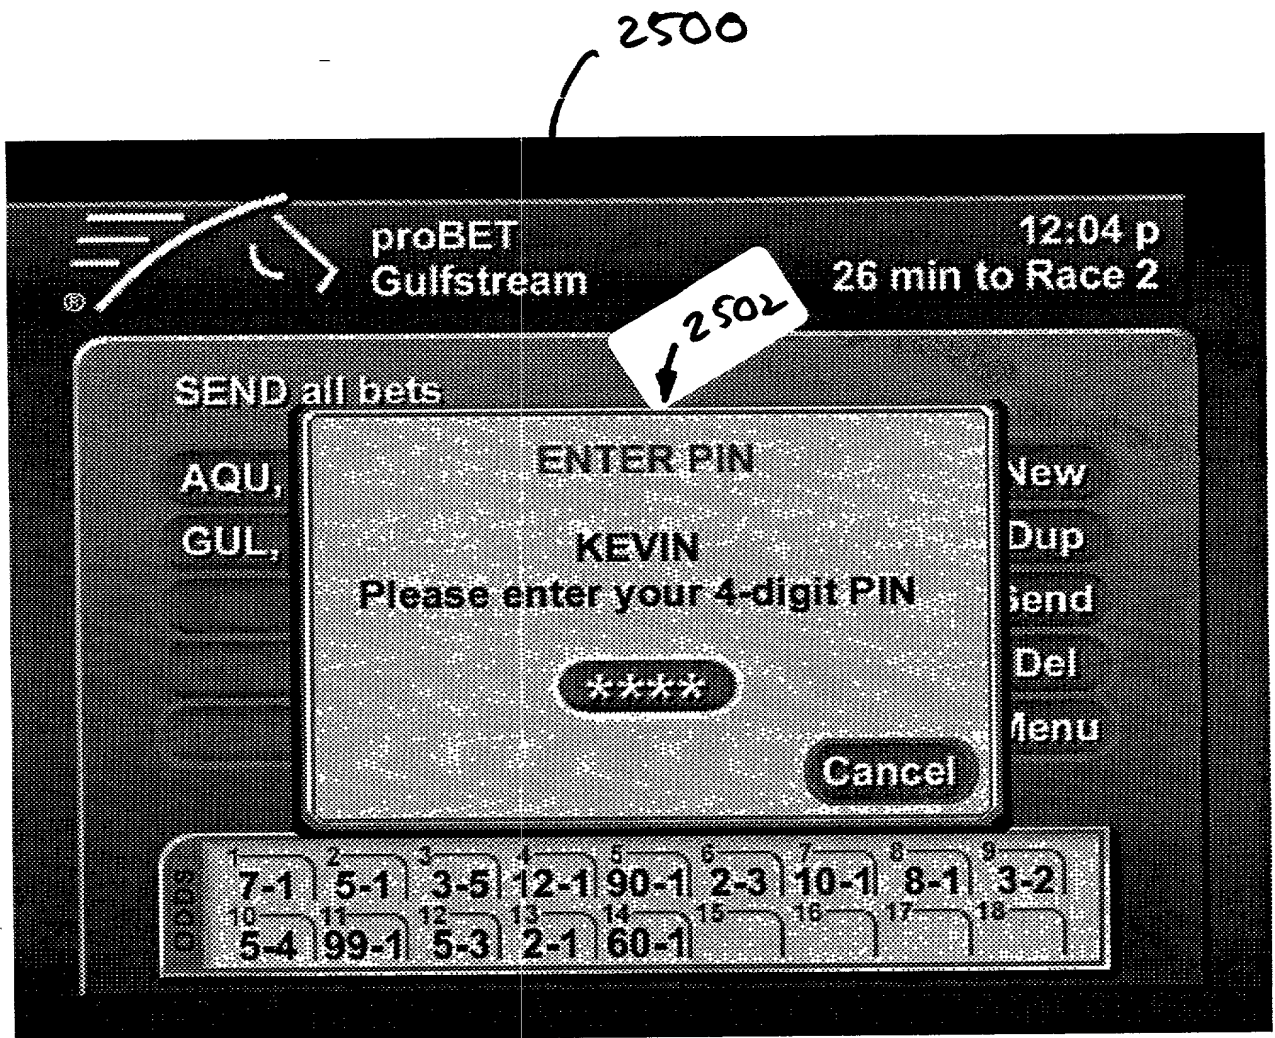 2500
proBET
Gulfstream
12:04 p
26 min to Race 2
®
2502
SEND all bets
ENTER PIN
AQU,
New
KEVIN
GUL,
Dup
Please enter your 4-digit PIN
Send
****
Del
Menu
Cancel
ODDS
1 2 3 4 5 6 7 8 9
7-1 5-1 3-5 12-1 90-1 2-3 10-1 8-1 3-2
10 11 12 13 14 15 16 17 18
5-4 99-1 5-3 2-1 60-1